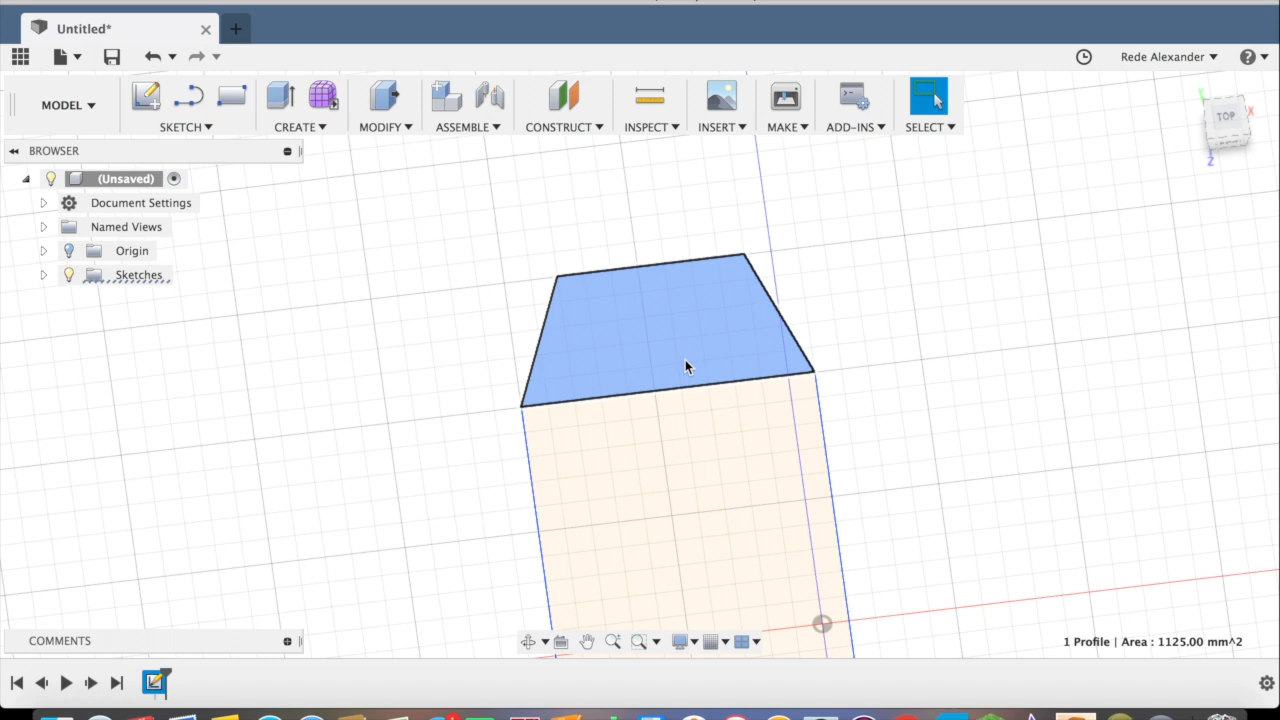 Untitled*
Rede Alexander
MODEL
SKETCH
CREATE
MODIFY
ASSEMBLE
CONSTRUCT
INSPECT
INSERT
MAKE
ADD-INS
SELECT
TOP
X
Y
Z
BROWSER
(Unsaved)
Document Settings
Named Views
Origin
Sketches
COMMENTS
1 Profile | Area : 1125.00 mm^2